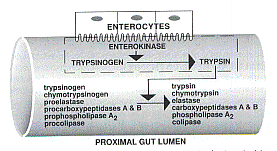 ENTEROCYTES
ENTEROKINASE
TRYPSINOGEN TRYPSIN
trypsinogen trypsin
chymotrypsinogen chymotrypsin
proelastase elastase
procarboxypeptidases A & B carboxypeptidases A & B
prophospholipase A2 phospholipase A2
procolipase colipase
PROXIMAL GUT LUMEN